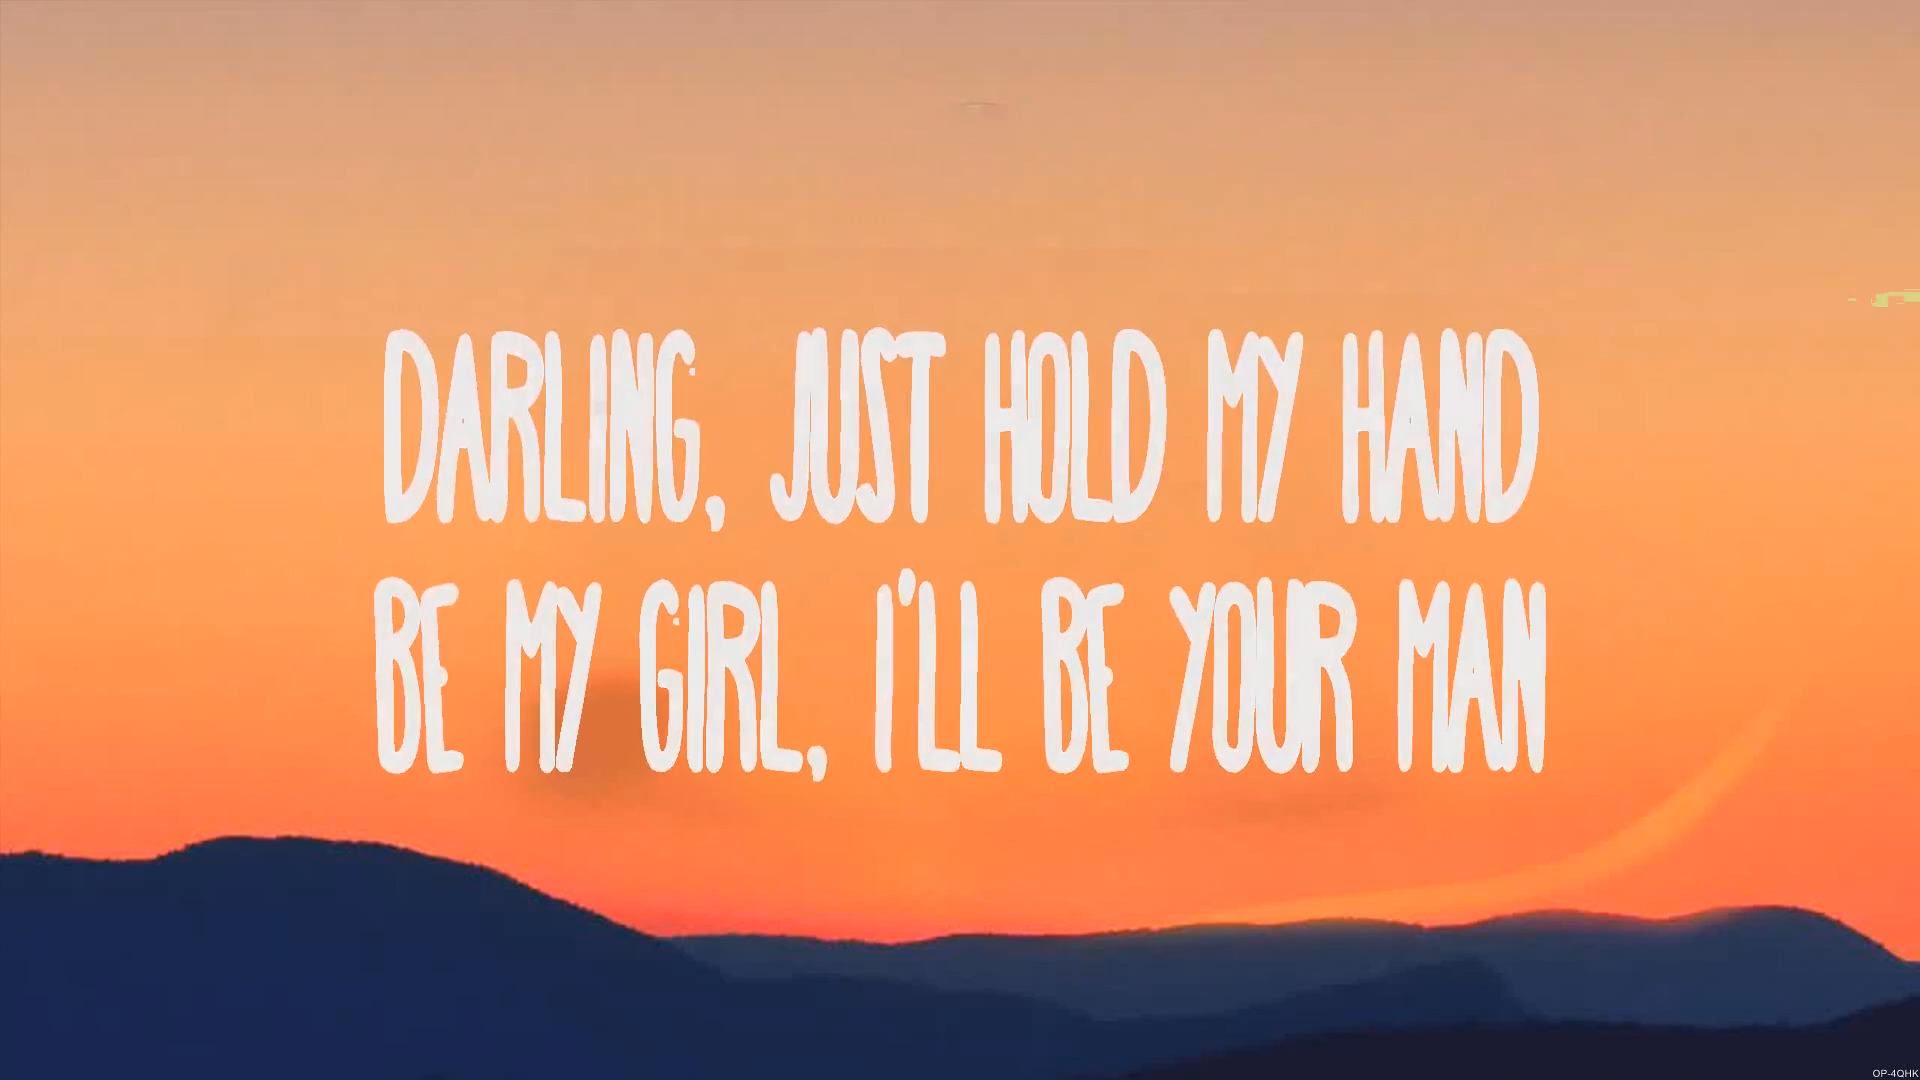 DARLING, JUST HOLD MY HAND
BE MY GIRL, I'LL BE YOUR MAN
OP-4QHK